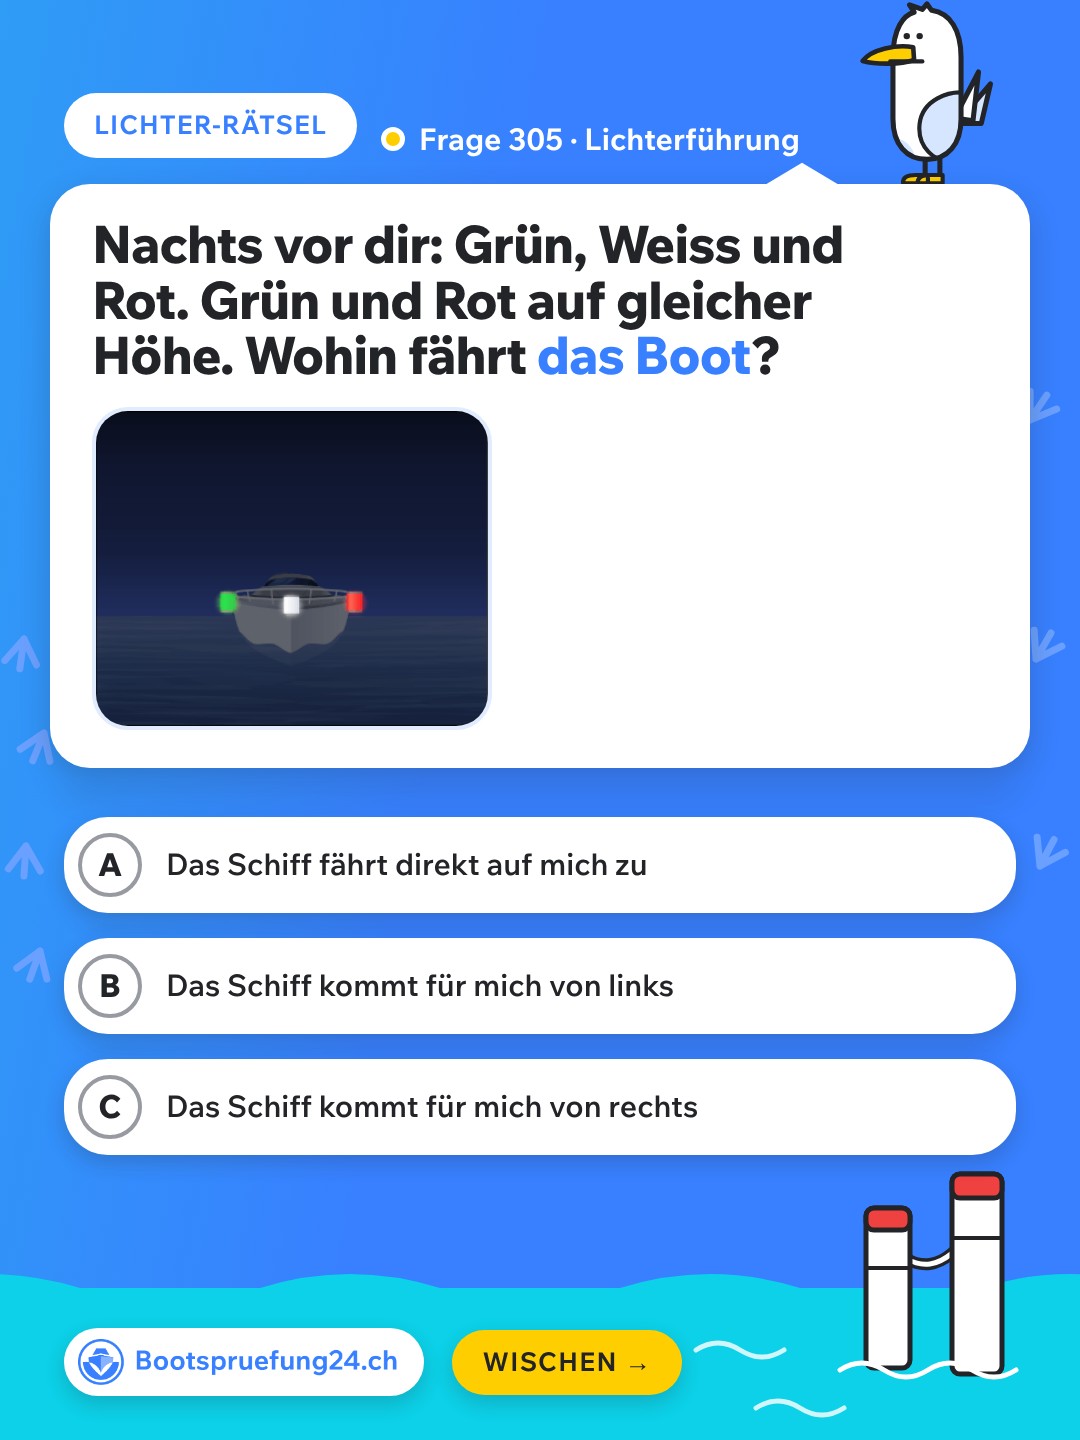 LICHTER-RÄTSEL
Frage 305 · Lichterführung
Nachts vor dir: Grün, Weiss und
Rot. Grün und Rot auf gleicher
Höhe. Wohin fährt das Boot?
A Das Schiff fährt direkt auf mich zu
B Das Schiff kommt für mich von links
C Das Schiff kommt für mich von rechts
Bootspruefung24.ch
WISCHEN →